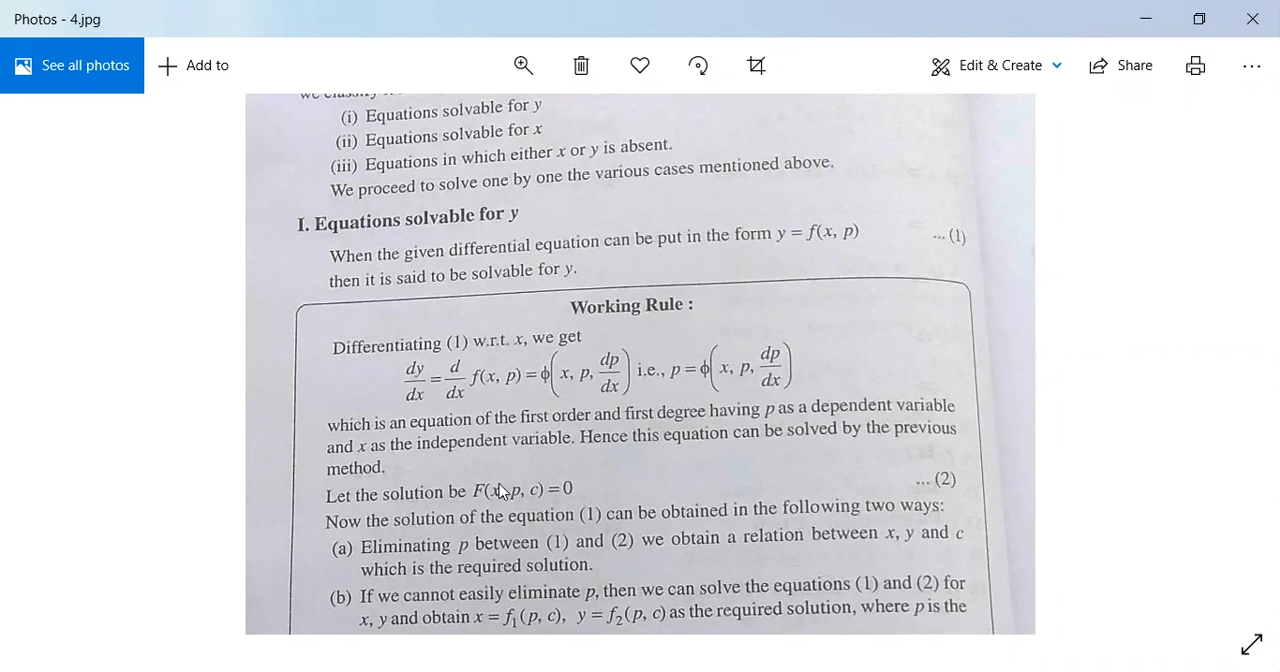 Photos - 4.jpg
See all photos
Add to
Edit & Create
Share
(i) Equations solvable for y
(ii) Equations solvable for x
(iii) Equations in which either x or y is absent.
We proceed to solve one by one the various cases mentioned above.
I. Equations solvable for y
When the given differential equation can be put in the form y = f(x, p) ... (1)
then it is said to be solvable for y.
Working Rule :
Differentiating (1) w.r.t. x, we get
dy/dx = d/dx f(x, p) = ϕ(x, p, dp/dx) i.e., p = ϕ(x, p, dp/dx)
which is an equation of the first order and first degree having p as a dependent variable
and x as the independent variable. Hence this equation can be solved by the previous
method.
Let the solution be F(x, p, c) = 0 ... (2)
Now the solution of the equation (1) can be obtained in the following two ways:
(a) Eliminating p between (1) and (2) we obtain a relation between x, y and c
which is the required solution.
(b) If we cannot easily eliminate p, then we can solve the equations (1) and (2) for
x, y and obtain x = f₁(p, c), y = f₂(p, c) as the required solution, where p is the